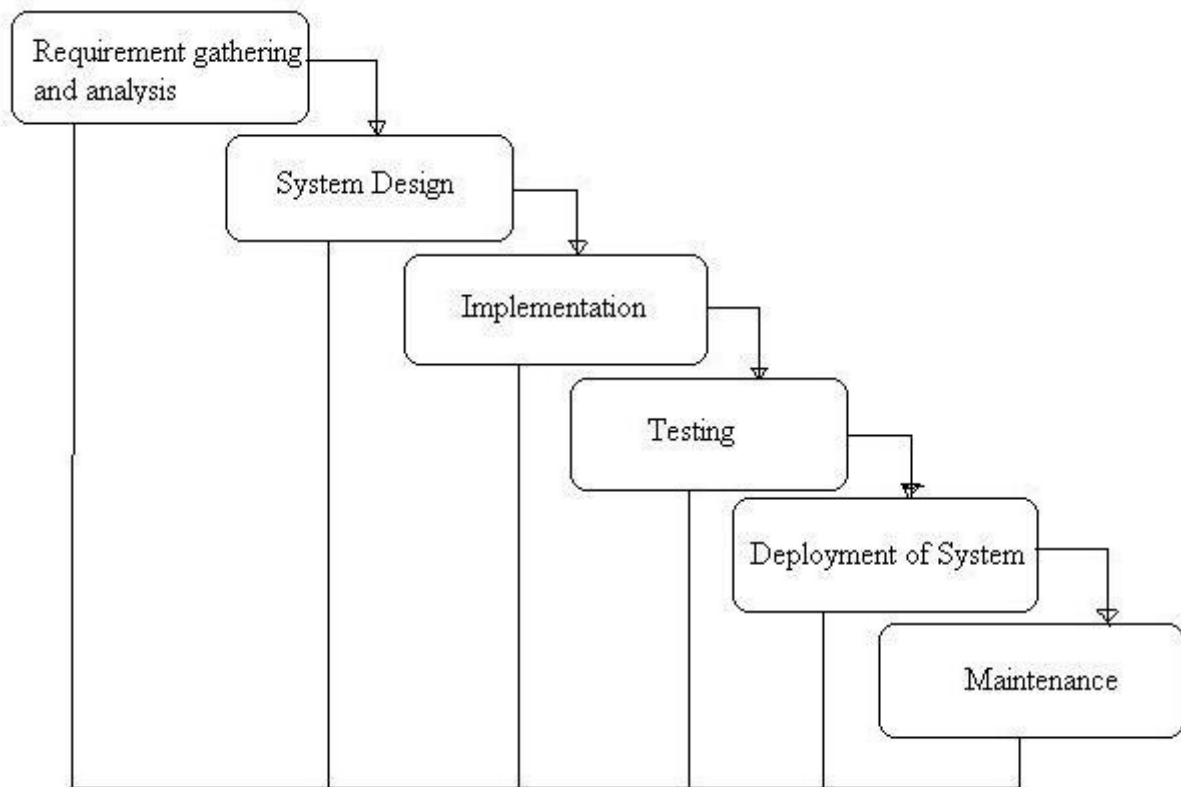 Requirement gathering
and analysis
System Design
Implementation
Testing
Deployment of System
Maintenance